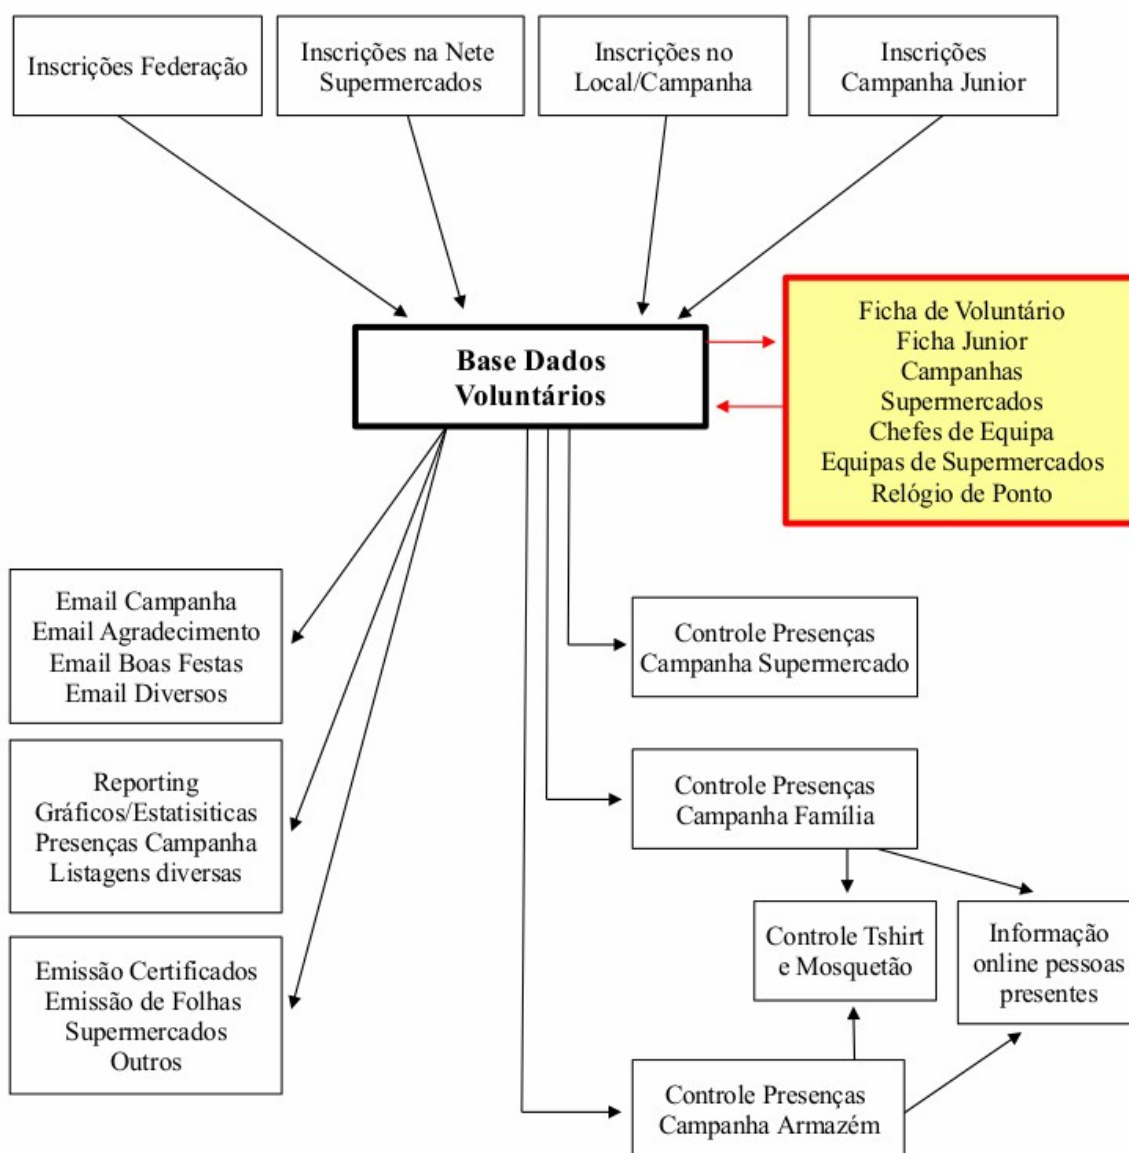 Inscrições Federação
Inscrições na Nete
Supermercados
Inscrições no
Local/Campanha
Inscrições
Campanha Junior
Base Dados
Voluntários
Ficha de Voluntário
Ficha Junior
Campanhas
Supermercados
Chefes de Equipa
Equipas de Supermercados
Relógio de Ponto
Email Campanha
Email Agradecimento
Email Boas Festas
Email Diversos
Controle Presenças
Campanha Supermercado
Reporting
Gráficos/Estatisiticas
Presenças Campanha
Listagens diversas
Controle Presenças
Campanha Família
Controle Tshirt
e Mosquetão
Informação
online pessoas
presentes
Emissão Certificados
Emissão de Folhas
Supermercados
Outros
Controle Presenças
Campanha Armazém